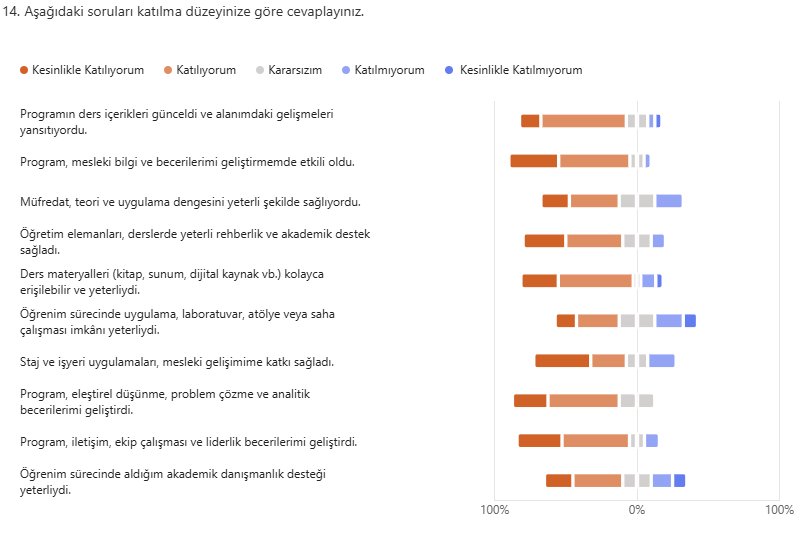 14. Aşağıdaki soruları katılma düzeyinize göre cevaplayınız.
Kesinlikle Katılıyorum Katılıyorum Kararsızım Katılmıyorum Kesinlikle Katılmıyorum
Programın ders içerikleri günceldi ve alanımdaki gelişmeleri
yansıtıyordu.
Program, mesleki bilgi ve becerilerimi geliştirmemde etkili oldu.
Müfredat, teori ve uygulama dengesini yeterli şekilde sağlıyordu.
Öğretim elemanları, derslerde yeterli rehberlik ve akademik destek
sağladı.
Ders materyalleri (kitap, sunum, dijital kaynak vb.) kolayca
erişilebilir ve yeterliydi.
Öğrenim sürecinde uygulama, laboratuvar, atölye veya saha
çalışması imkânı yeterliydi.
Staj ve işyeri uygulamaları, mesleki gelişimime katkı sağladı.
Program, eleştirel düşünme, problem çözme ve analitik
becerilerimi geliştirdi.
Program, iletişim, ekip çalışması ve liderlik becerilerimi geliştirdi.
Öğrenim sürecinde aldığım akademik danışmanlık desteği
yeterliydi.
100% 0% 100%